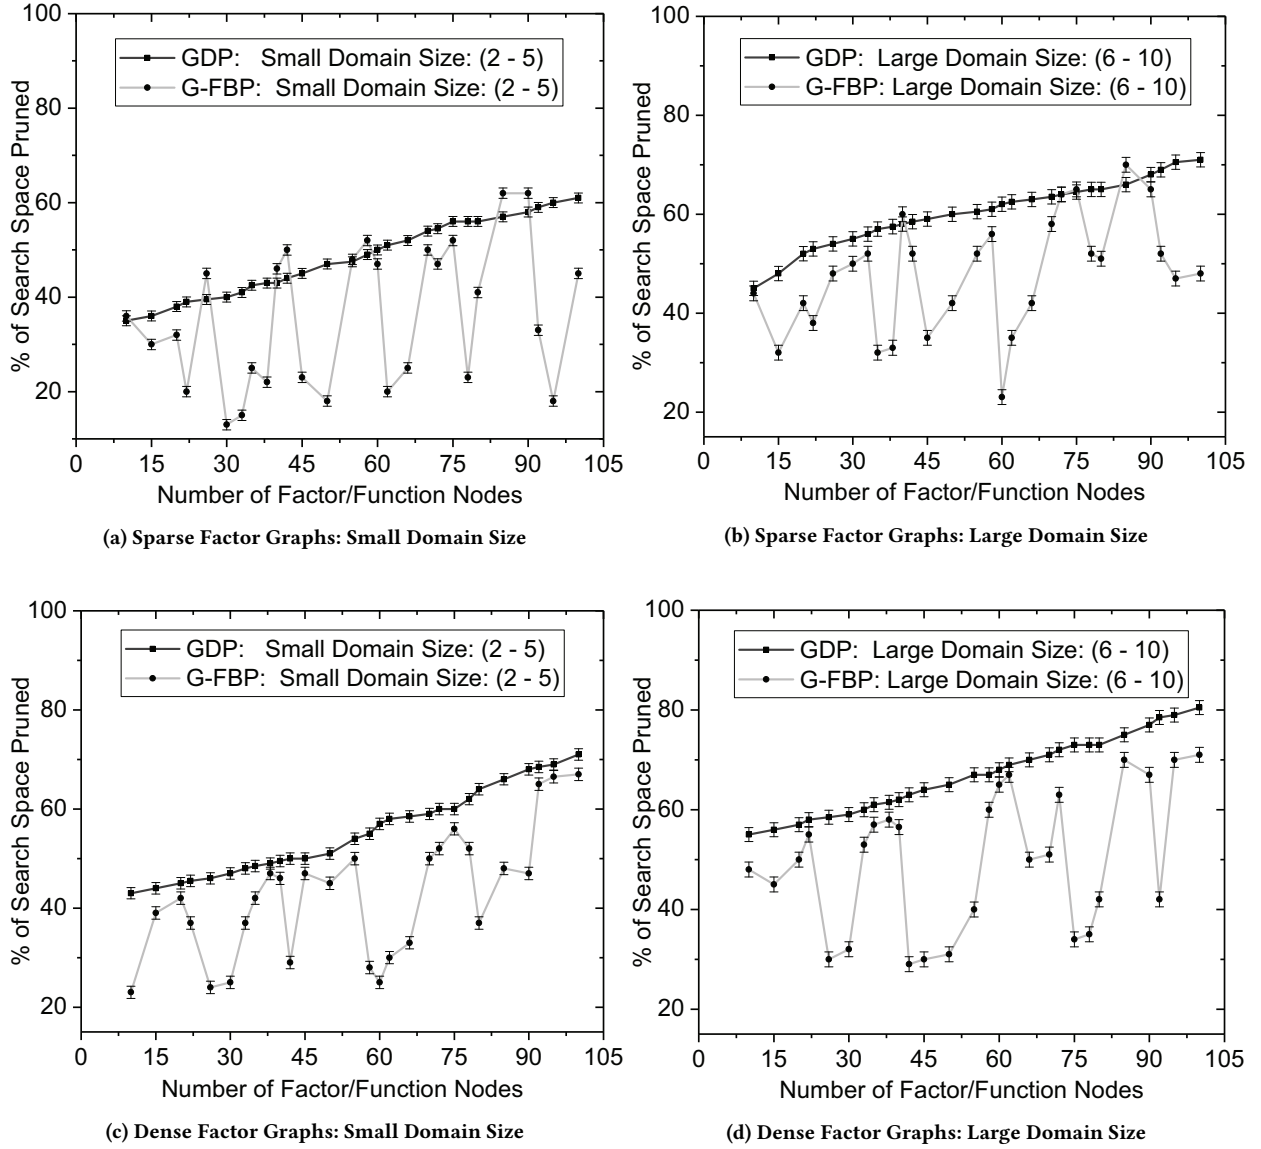 GDP: Small Domain Size: (2 - 5)
G-FBP: Small Domain Size: (2 - 5)
% of Search Space Pruned
100
80
60
40
20
0 15 30 45 60 75 90 105
Number of Factor/Function Nodes
(a) Sparse Factor Graphs: Small Domain Size
GDP: Large Domain Size: (6 - 10)
G-FBP: Large Domain Size: (6 - 10)
% of Search Space Pruned
100
80
60
40
20
0 15 30 45 60 75 90 105
Number of Factor/Function Nodes
(b) Sparse Factor Graphs: Large Domain Size
GDP: Small Domain Size: (2 - 5)
G-FBP: Small Domain Size: (2 - 5)
% of Search Space Pruned
100
80
60
40
20
0 15 30 45 60 75 90 105
Number of Factor/Function Nodes
(c) Dense Factor Graphs: Small Domain Size
GDP: Large Domain Size: (6 - 10)
G-FBP: Large Domain Size: (6 - 10)
% of Search Space Pruned
100
80
60
40
20
0 15 30 45 60 75 90 105
Number of Factor/Function Nodes
(d) Dense Factor Graphs: Large Domain Size